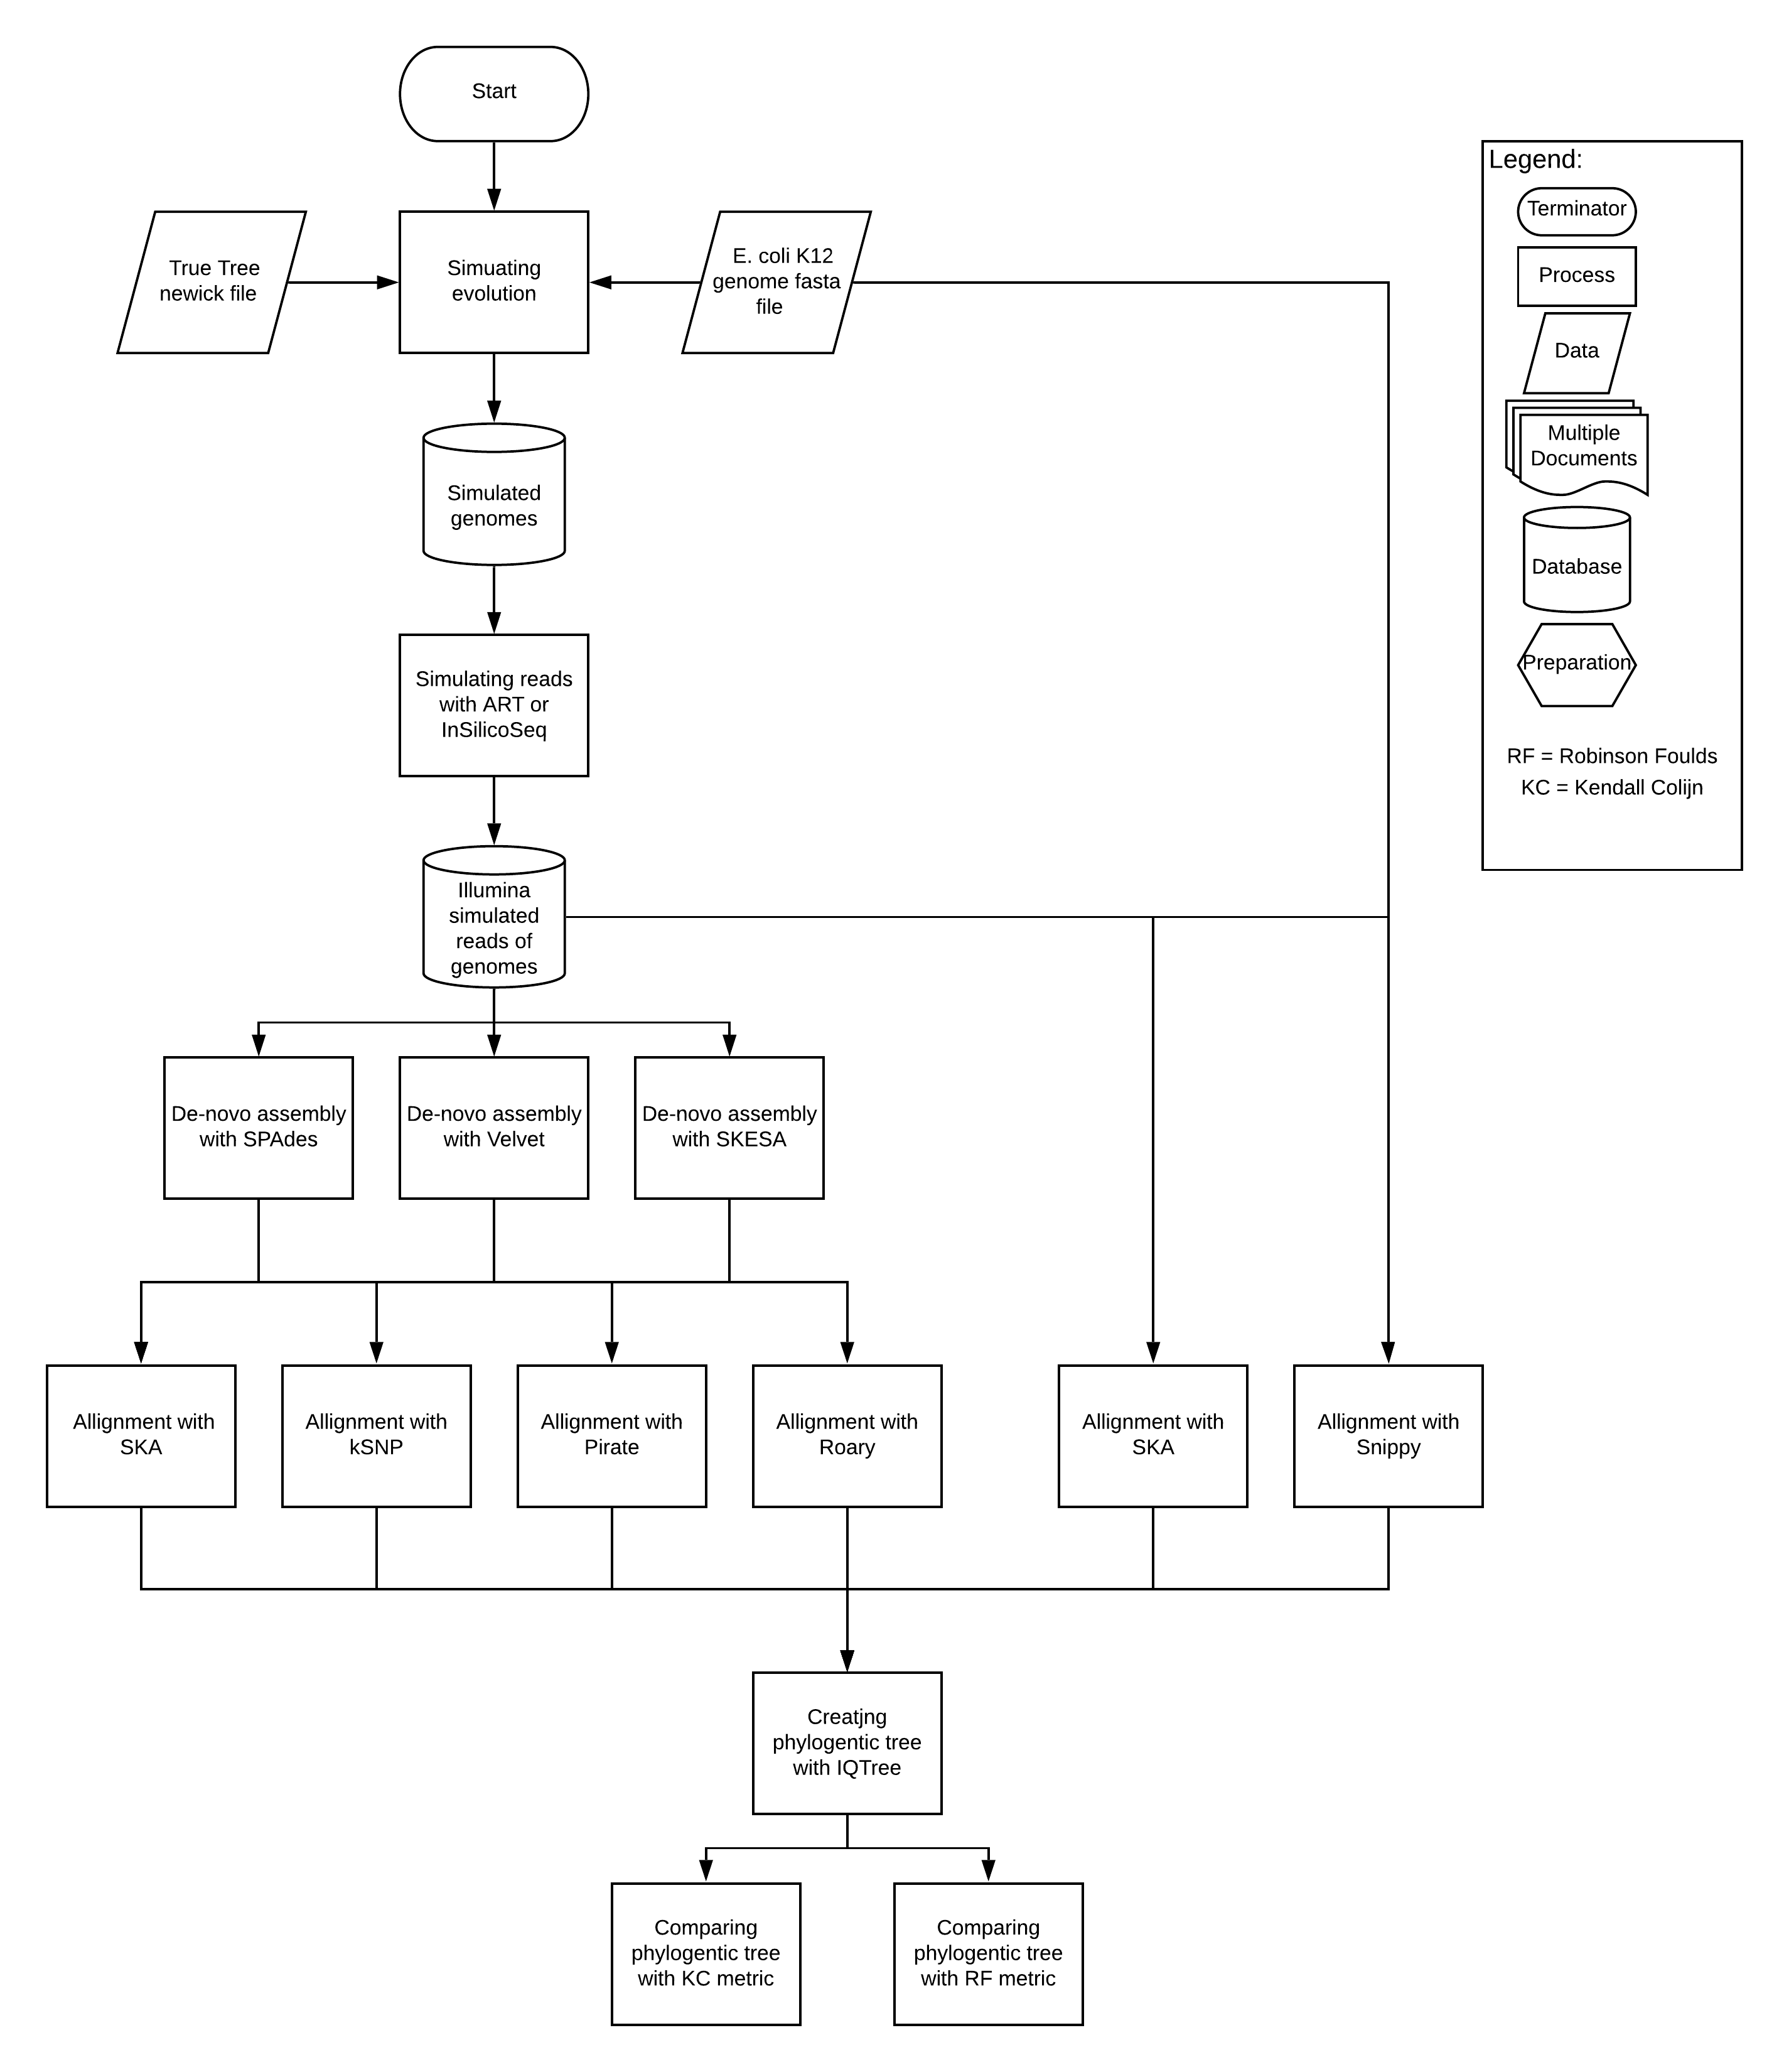 Start
True Tree
newick file
Simuating
evolution
E. coli K12
genome fasta
file
Simulated
genomes
Simulating reads
with ART or
InSilicoSeq
Illumina
simulated
reads of
genomes
De-novo assembly
with SPAdes
De-novo assembly
with Velvet
De-novo assembly
with SKESA
Allignment with
SKA
Allignment with
kSNP
Allignment with
Pirate
Allignment with
Roary
Allignment with
SKA
Allignment with
Snippy
Creatjng
phylogentic tree
with IQTree
Comparing
phylogentic tree
with KC metric
Comparing
phylogentic tree
with RF metric
Legend:
Terminator
Process
Data
Multiple
Documents
Database
Preparation
RF = Robinson Foulds
KC = Kendall Colijn